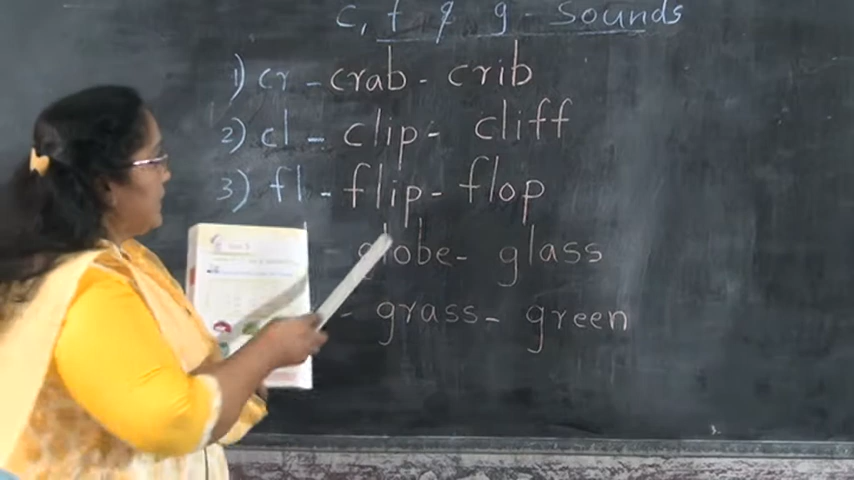 c, f & g - Sounds
1) cr - crab - crib
2) cl - clip - cliff
3) fl - flip - flop
globe - glass
- grass - green